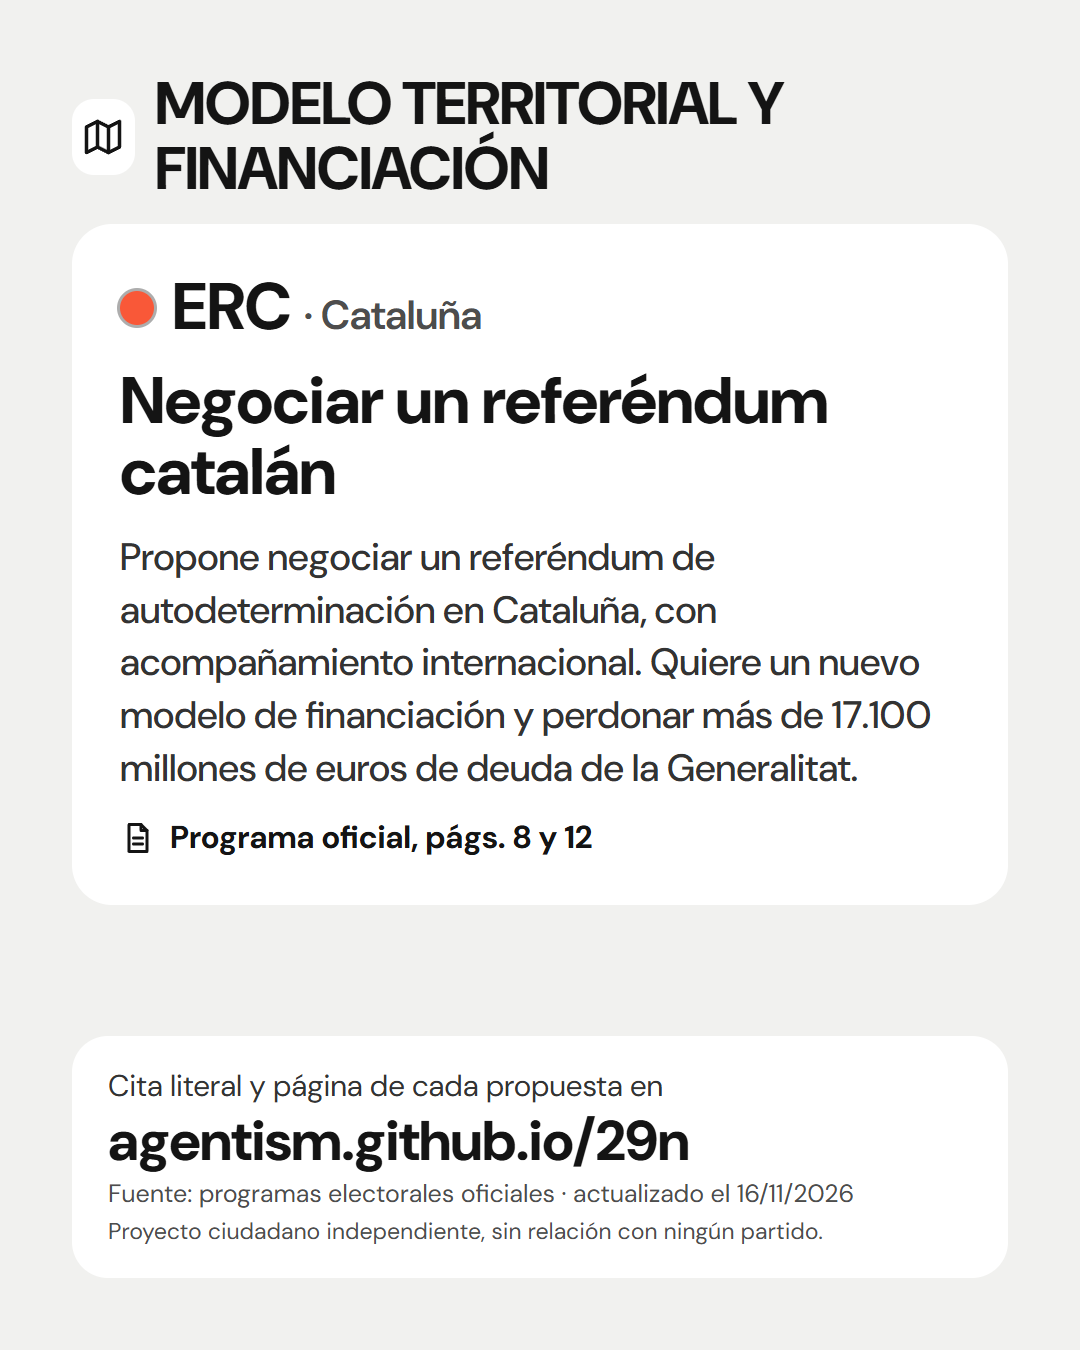 MODELO TERRITORIAL Y
FINANCIACIÓN
ERC · Cataluña
Negociar un referéndum
catalán
Propone negociar un referéndum de
autodeterminación en Cataluña, con
acompañamiento internacional. Quiere un nuevo
modelo de financiación y perdonar más de 17.100
millones de euros de deuda de la Generalitat.
Programa oficial, págs. 8 y 12
Cita literal y página de cada propuesta en
agentism.github.io/29n
Fuente: programas electorales oficiales · actualizado el 16/11/2026
Proyecto ciudadano independiente, sin relación con ningún partido.